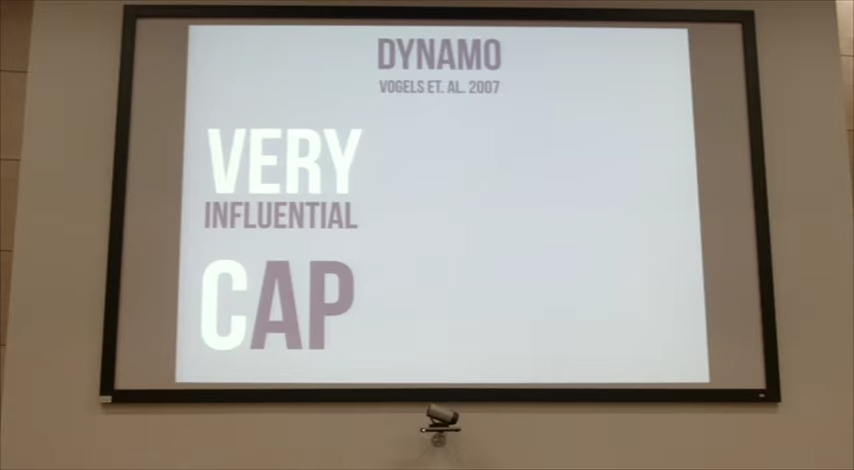 DYNAMO
VOGELS ET. AL. 2007
VERY
INFLUENTIAL
CAP